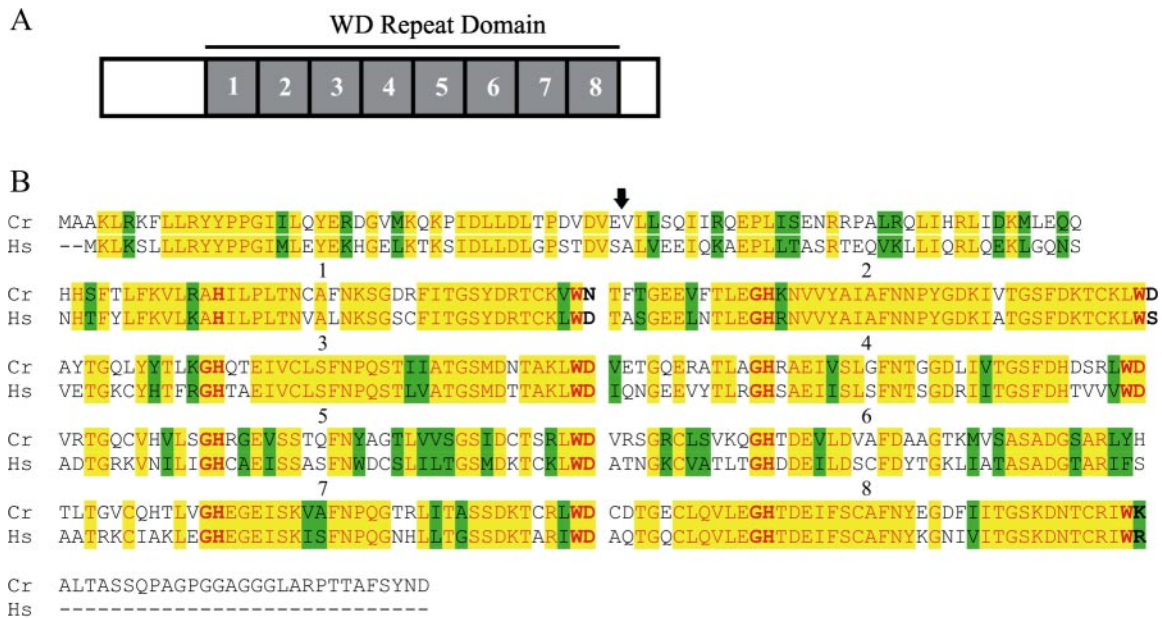 A
WD Repeat Domain
1 2 3 4 5 6 7 8
B
Cr MAAKLRKFLLRYYPPGIILQYERDGVMKQKPIDLLDLTPDVDVEVLLSQIIRQEPLISENRRPALRQLIHRLIDKMLEQQ
Hs --MKLKSLLLRYYPPGIMLEYEKHGELKTKSIDLLDLGPSTDVSALVEEIQKAEPLLTASRTEQVKLLIQRLQEKLGQNS
1 2
Cr HHSFTLFKVLRAHILPLTNCAFNKSGDRFITGSYDRTCKVWN TFTGEEVFTLEGHKNVVYAIAFNNPYGDKIVTGSFDKTCKLWD
Hs NHTFYLFKVLKAHILPLTNVALNKSGSCFITGSYDRTCKLWD TASGEELNTLEGHRNVVYAIAFNNPYGDKIATGSFDKTCKLWS
3 4
Cr AYTGQLYYTLKGHQTEIVCLSFNPQSTIIATGSMDNTAKLWD VETGQERATLAGHRAEIVSLGFNTGGDLIVTGSFDHDSRLWD
Hs VETGKCYHTFRGHTAEIVCLSFNPQSTLVATGSMDTTAKLWD IQNGEEVYTLRGHSAEIISLSFNTSGDRIITGSFDHTVVVWD
5 6
Cr VRTGQCVHVLSGHRGEVSSTQFNYAGTLVVSGSIDCTSRLWD VRSGRCLSVKQGHTDEVLDVAFDAAGTKMVSASADGSARLYH
Hs ADTGRKVNILIGHCAEISSASFNWDCSLILTGSMDKTCKLWD ATNGKCVATLTGHDDEILDSCFDYTGKLIATASADGTARIFS
7 8
Cr TLTGVCQHTLVGHEGEISKVAFNPQGTRLITASSDKTCRLWD CDTGECLQVLEGHTDEIFSCAFNYEGDFIITGSKDNTCRIWK
Hs AATRKCIAKLEGHEGEISKISFNPQGNHLLTGSSDKTARIWD AQTGQCLQVLEGHTDEIFSCAFNYKGNIVITGSKDNTCRIWR
Cr ALTASSQPAGPGGAGGGLARPTTAFSYND
Hs -----------------------------